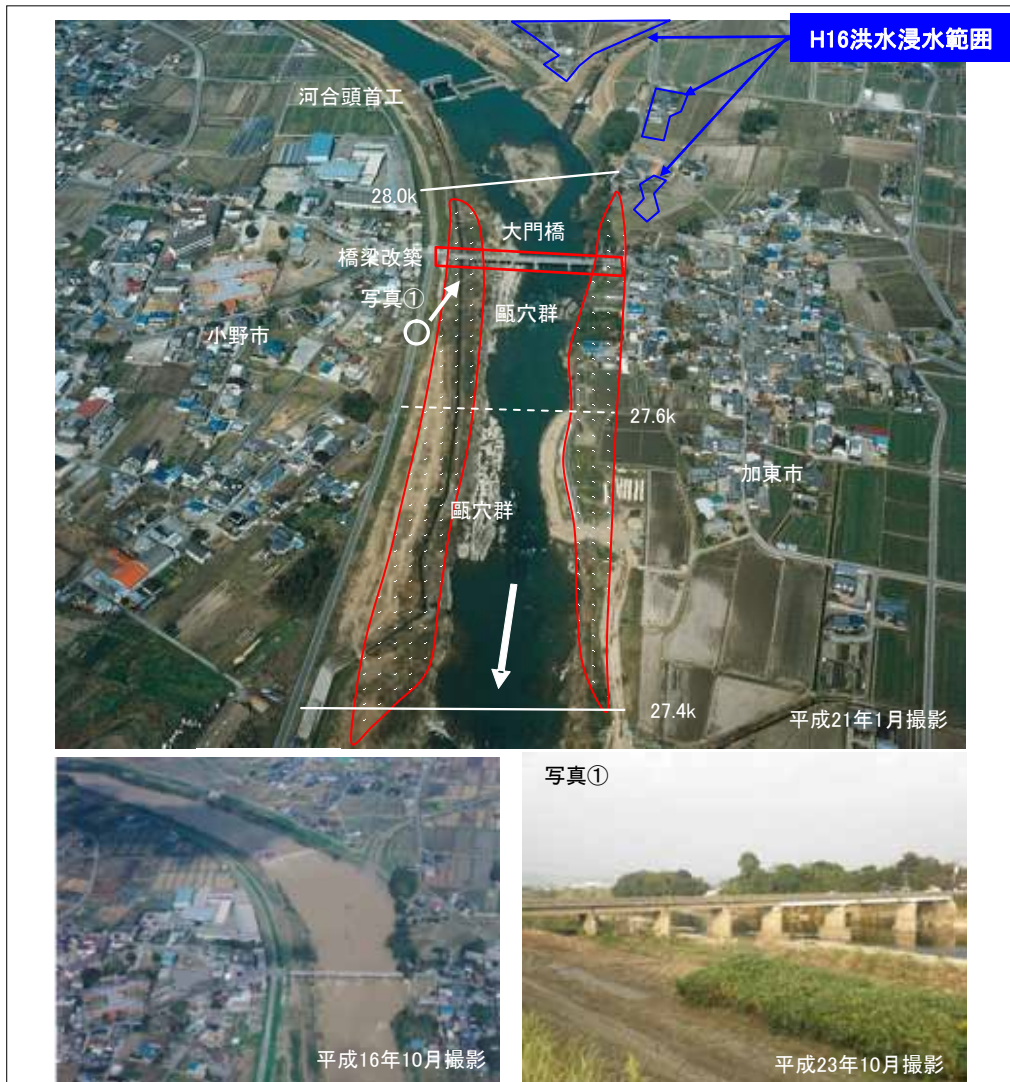 H16洪水浸水範囲
河合頭首工
28.0k
大門橋
橋梁改築
写真①
甌穴群
小野市
27.6k
加東市
甌穴群
27.4k
平成21年1月撮影
写真①
平成16年10月撮影
平成23年10月撮影